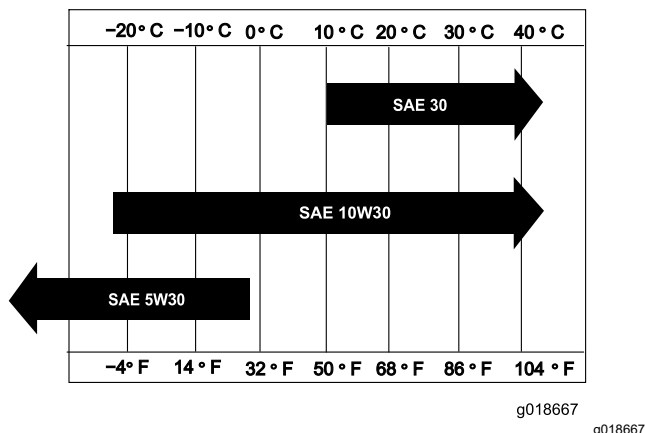 −20° C −10° C 0° C 10° C 20° C 30° C 40° C
SAE 30
SAE 10W30
SAE 5W30
−4° F 14° F 32° F 50° F 68° F 86° F 104 ° F
g018667
g018667